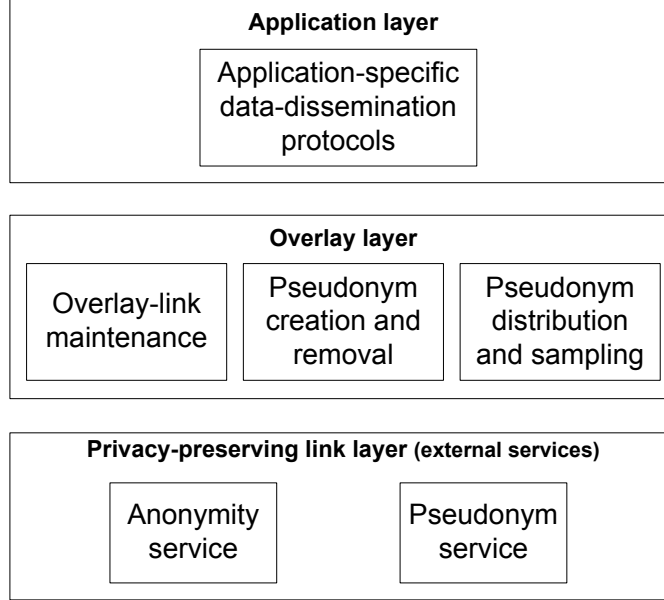 Application layer
Application-specific
data-dissemination
protocols
Overlay layer
Overlay-link
maintenance
Pseudonym
creation and
removal
Pseudonym
distribution
and sampling
Privacy-preserving link layer (external services)
Anonymity
service
Pseudonym
service